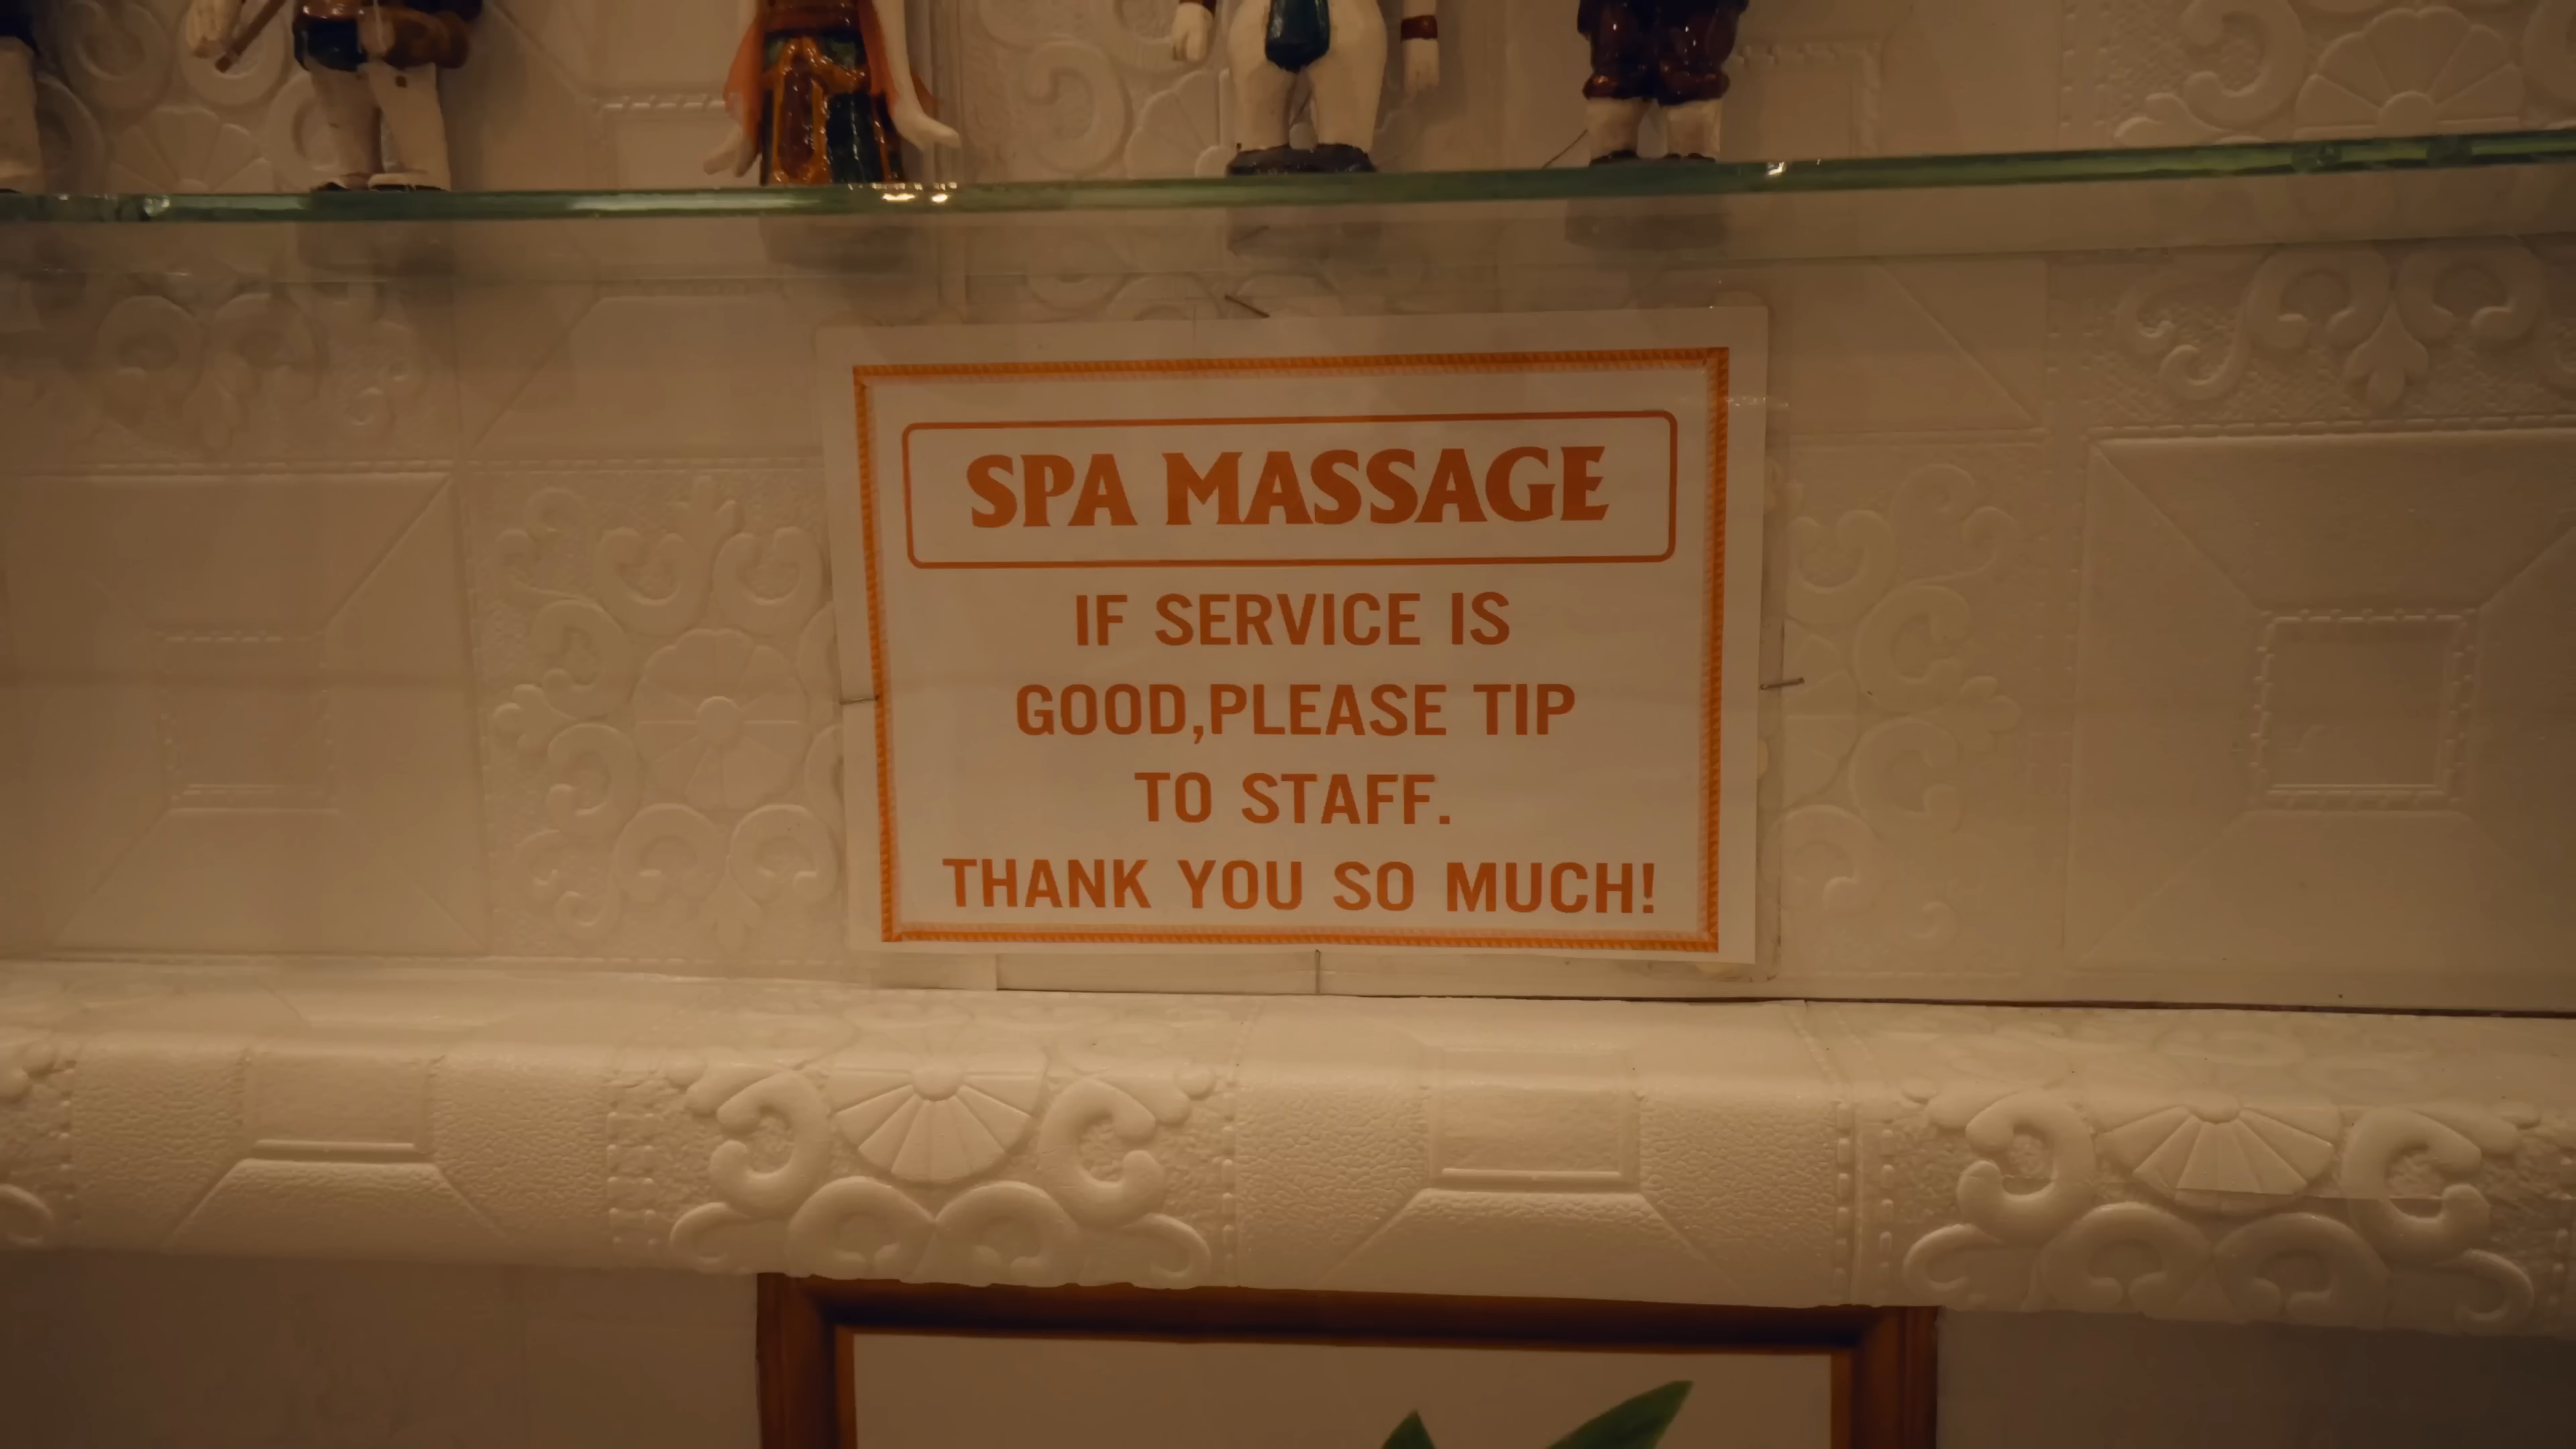 SPA MASSAGE
IF SERVICE IS
GOOD,PLEASE TIP
TO STAFF.
THANK YOU SO MUCH!